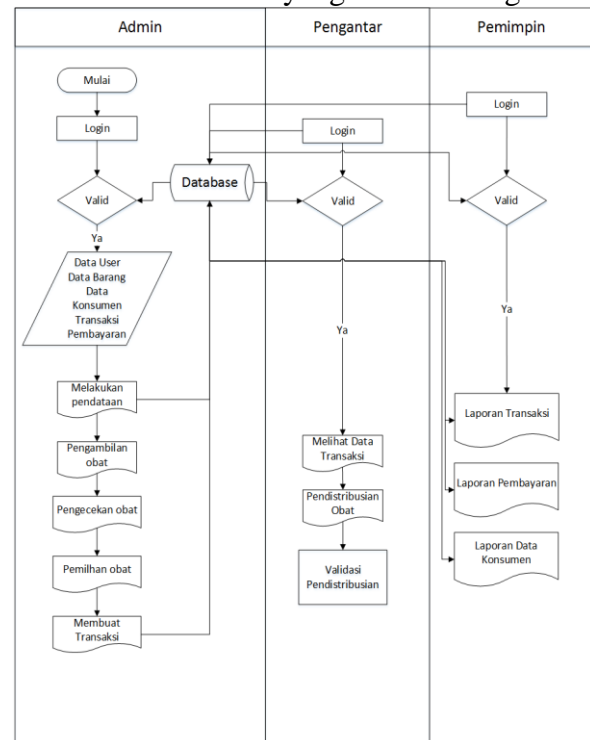 Admin
Pengantar
Pemimpin
Mulai
Login
Valid
Ya
Data User
Data Barang
Data
Konsumen
Transaksi
Pembayaran
Melakukan
pendataan
Pengambilan
obat
Pengecekan obat
Pemilhan obat
Membuat
Transaksi
Database
Login
Valid
Ya
Melihat Data
Transaksi
Pendistribusian
Obat
Validasi
Pendistribusian
Login
Valid
Ya
Laporan Transaksi
Laporan Pembayaran
Laporan Data
Konsumen